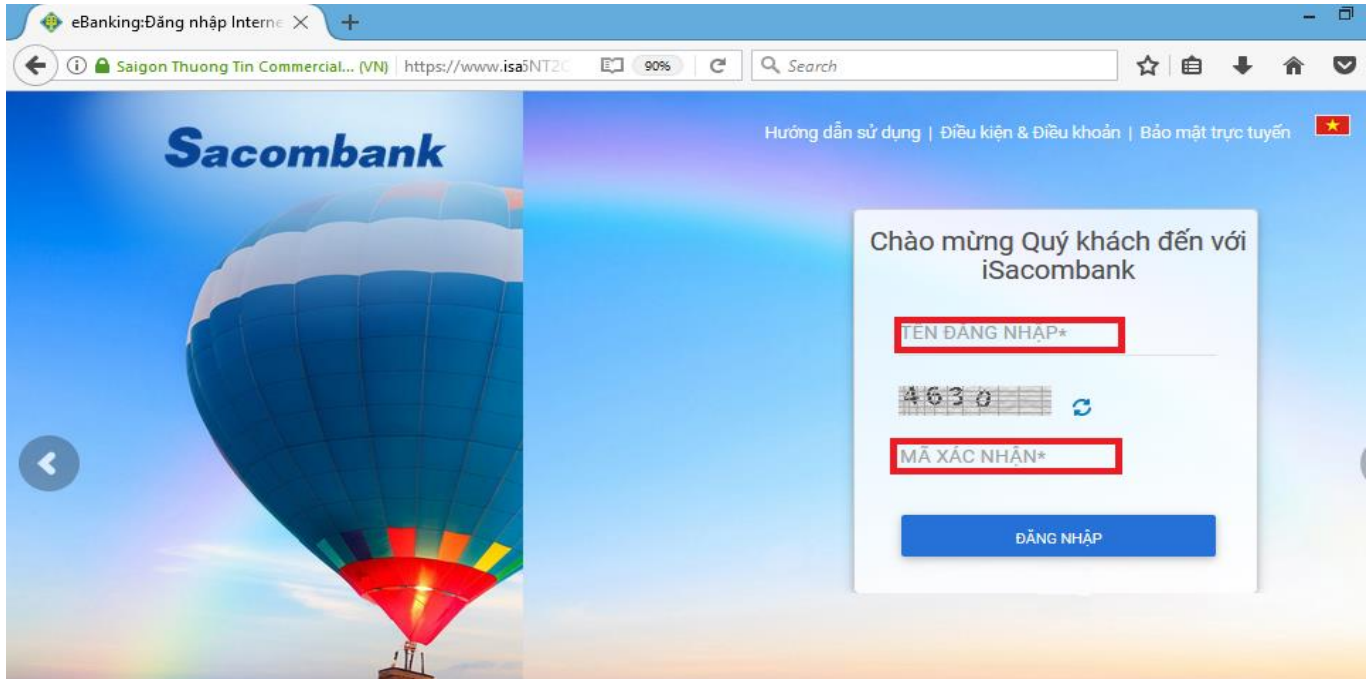 eBanking:Đăng nhập Interne
Saigon Thuong Tin Commercial... (VN) https://www.isa5NT2 90% Search
Sacombank
Hướng dẫn sử dụng | Điều kiện & Điều khoản | Bảo mật trực tuyến
Chào mừng Quý khách đến với
iSacombank
TÊN ĐĂNG NHẬP*
4630
MÃ XÁC NHẬN*
ĐĂNG NHẬP